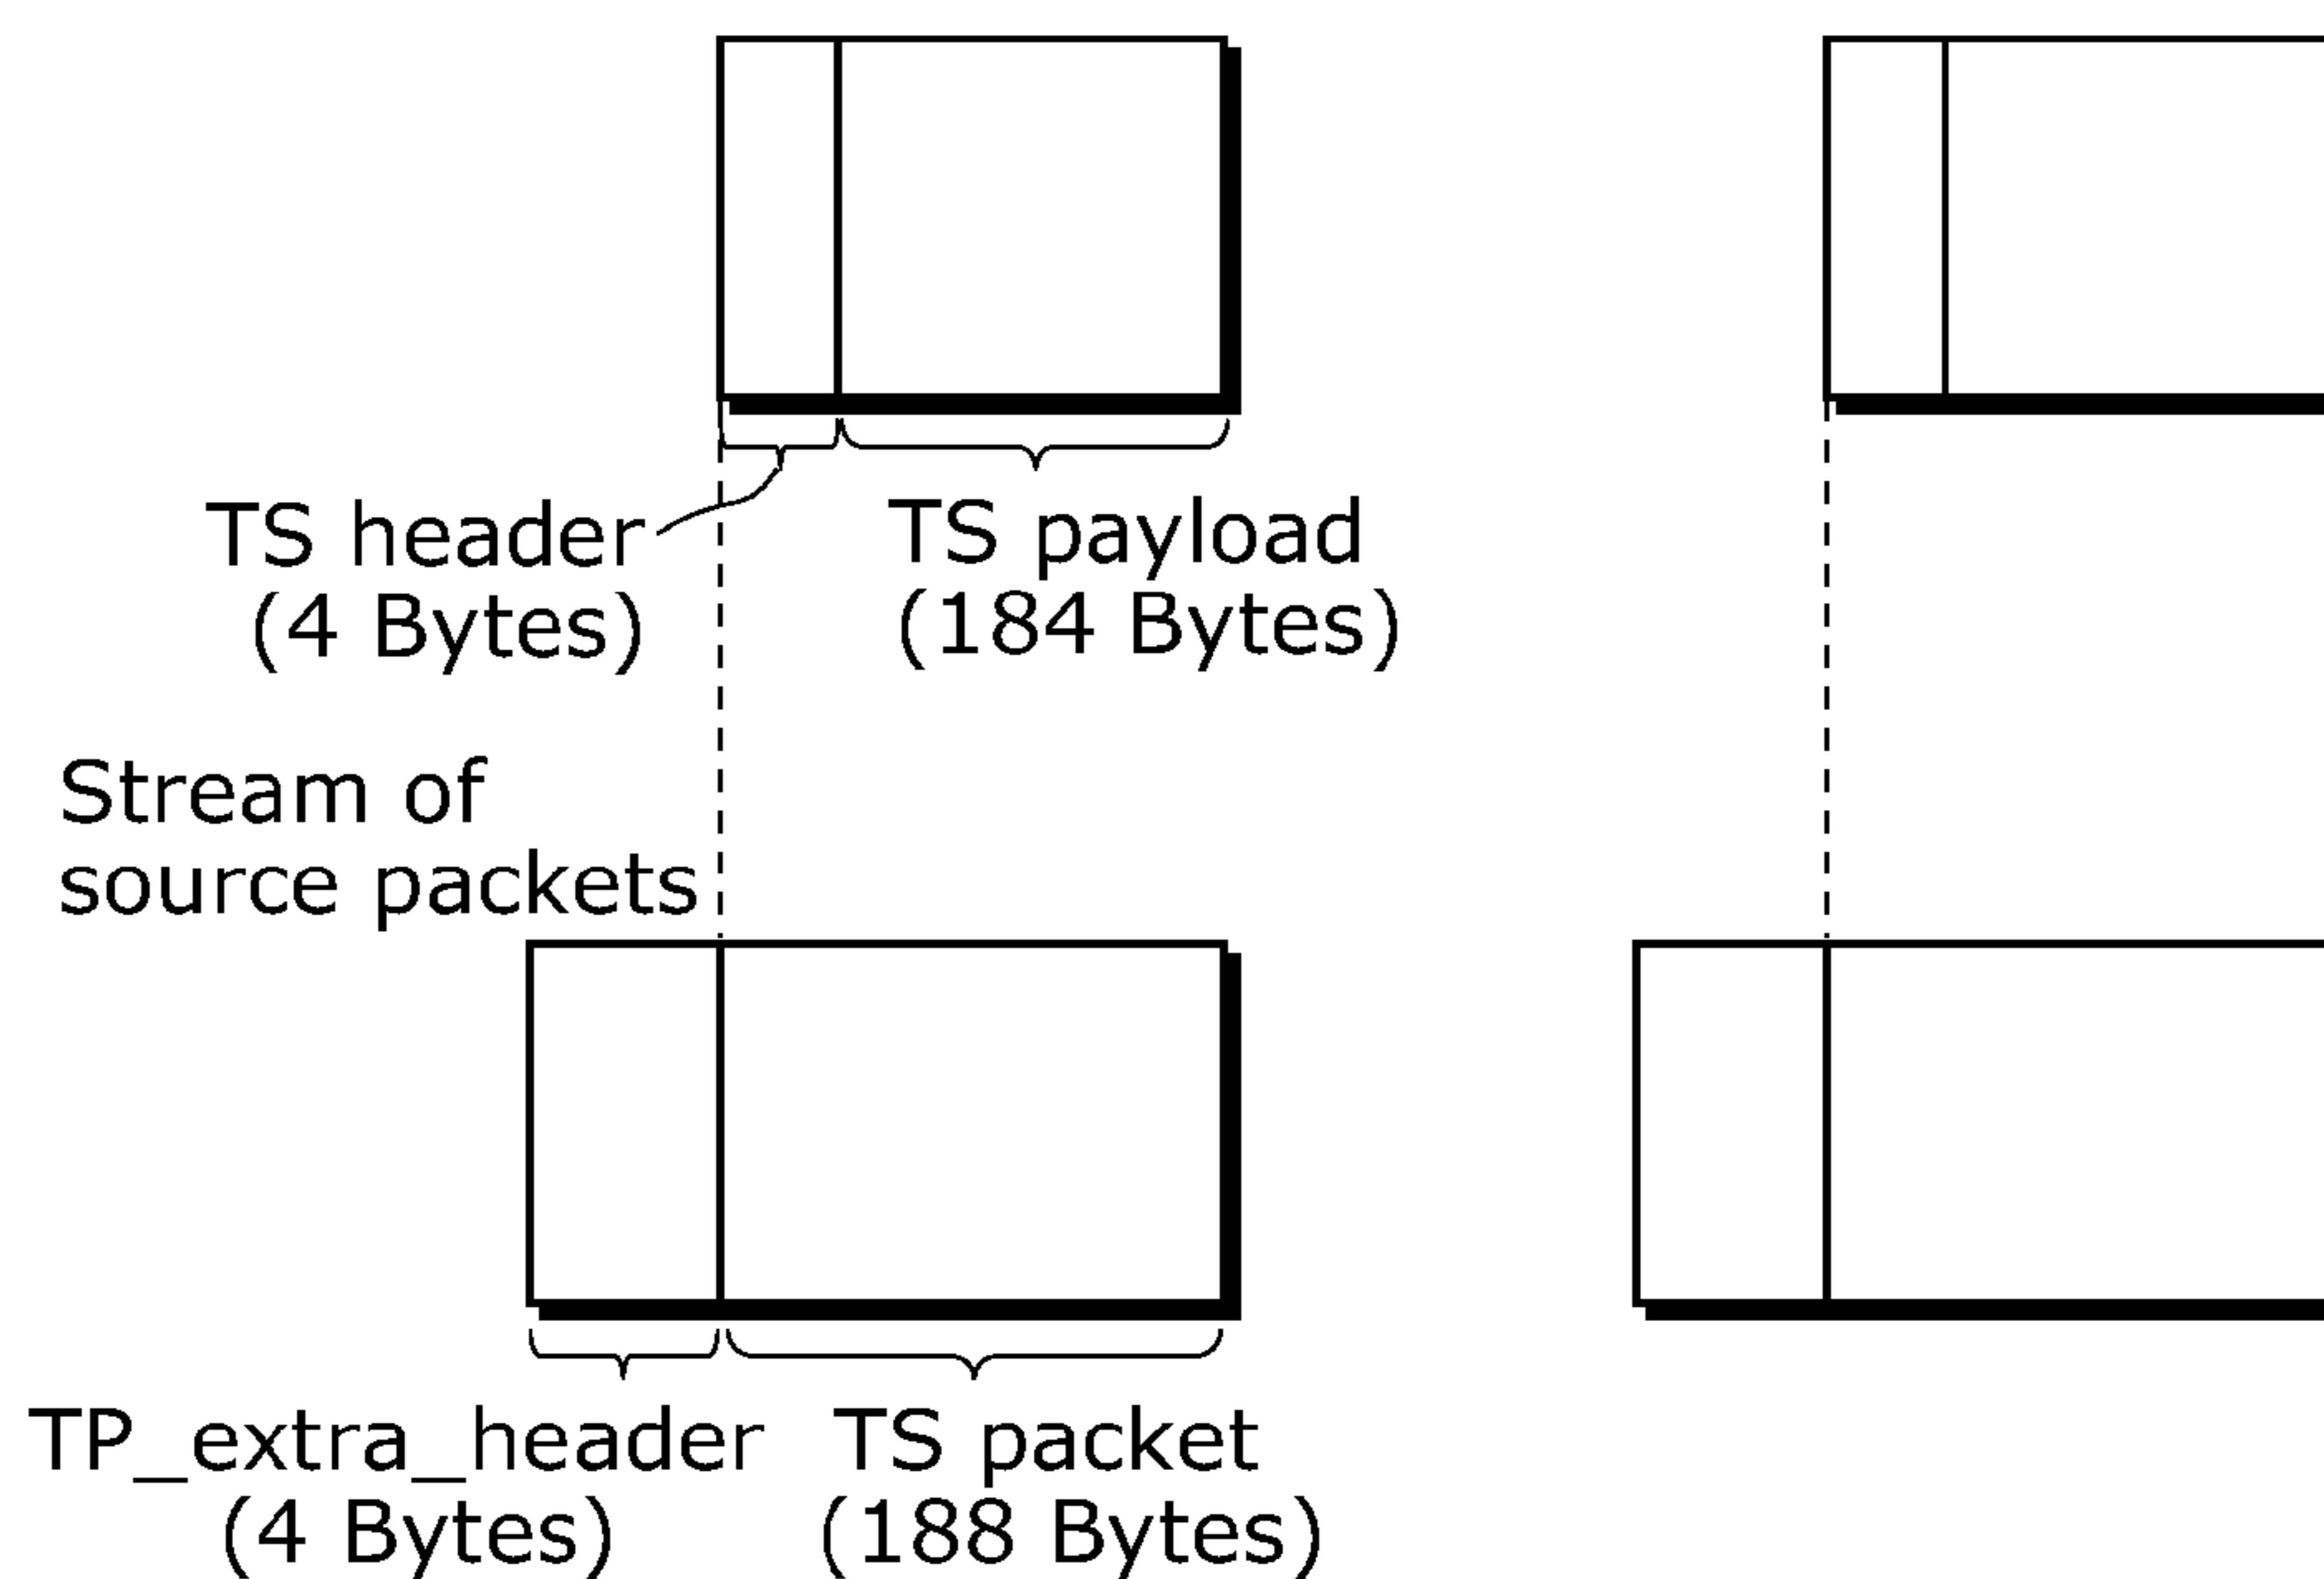 TS header
(4 Bytes)
TS payload
(184 Bytes)
Stream of
source packets
TP_extra_header
(4 Bytes)
TS packet
(188 Bytes)